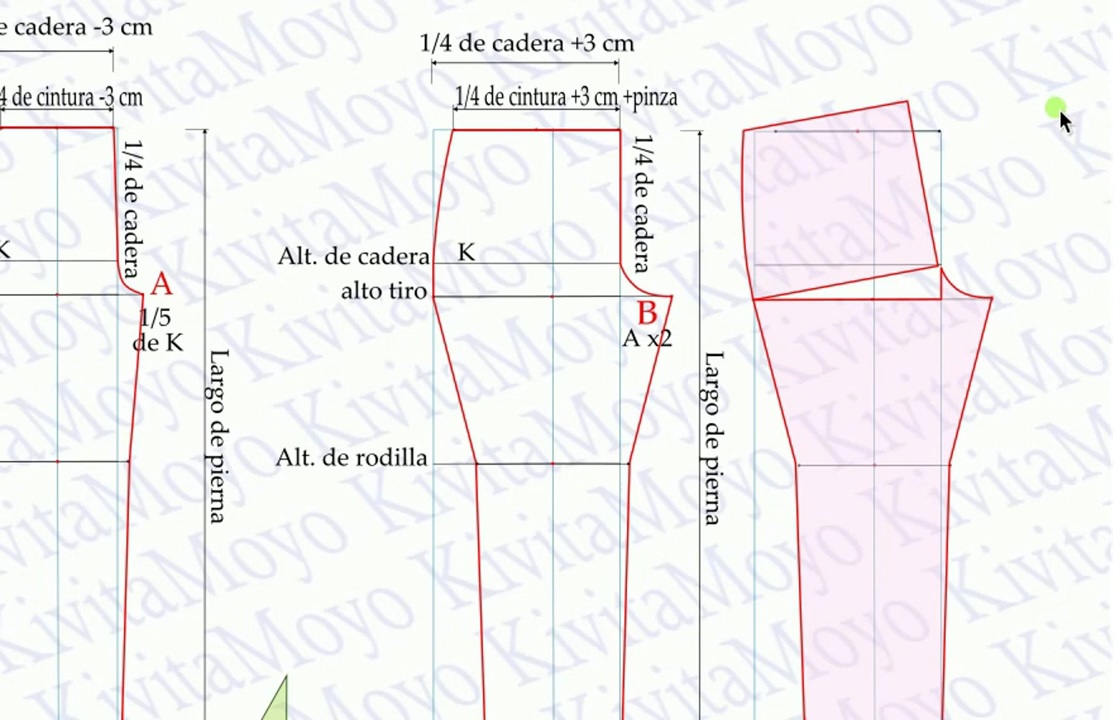 e cadera -3 cm
4 de cintura -3 cm
1/4 de cadera
K
A
1/5
de K
Largo de pierna
1/4 de cadera +3 cm
1/4 de cintura +3 cm +pinza
1/4 de cadera
Alt. de cadera
K
alto tiro
B
A x2
Alt. de rodilla
Largo de pierna
KivitaMoyo